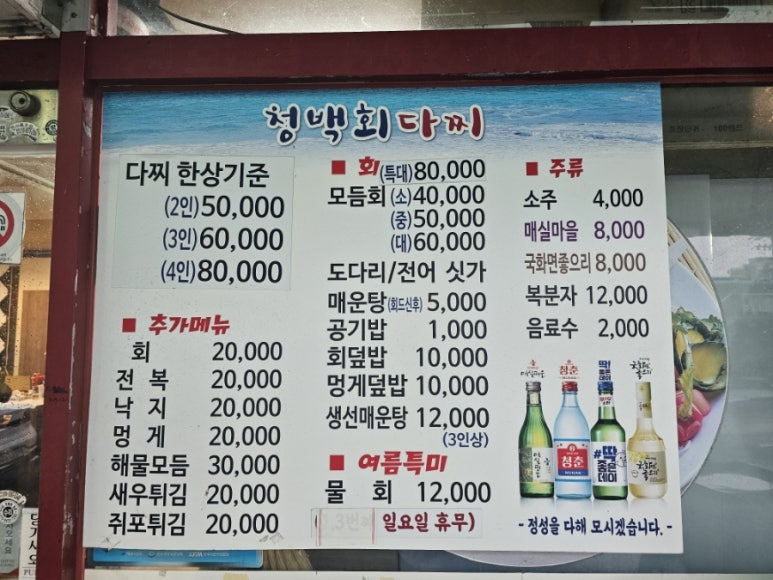 청백회다찌
다찌 한상기준
(2인) 50,000
(3인) 60,000
(4인) 80,000
■ 추가메뉴
회 20,000
전복 20,000
낙지 20,000
멍게 20,000
해물모듬 30,000
새우튀김 20,000
쥐포튀김 20,000
■ 회 (특대) 80,000
모듬회 (소) 40,000
(중) 50,000
(대) 60,000
도다리/전어 싯가
매운탕(회드신후) 5,000
공기밥 1,000
회덮밥 10,000
멍게덮밥 10,000
생선매운탕 12,000
(3인상)
■ 여름특미
물 회 12,000
일요일 휴무)
■ 주류
소주 4,000
매실마을 8,000
국화면좋으리 8,000
복분자 12,000
음료수 2,000
청춘
#딱
좋은
데이
- 정성을 다해 모시겠습니다. -